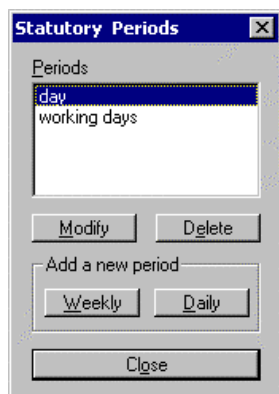 Statutory Periods
Periods
day
working days
Modify
Delete
Add a new period
Weekly
Daily
Close